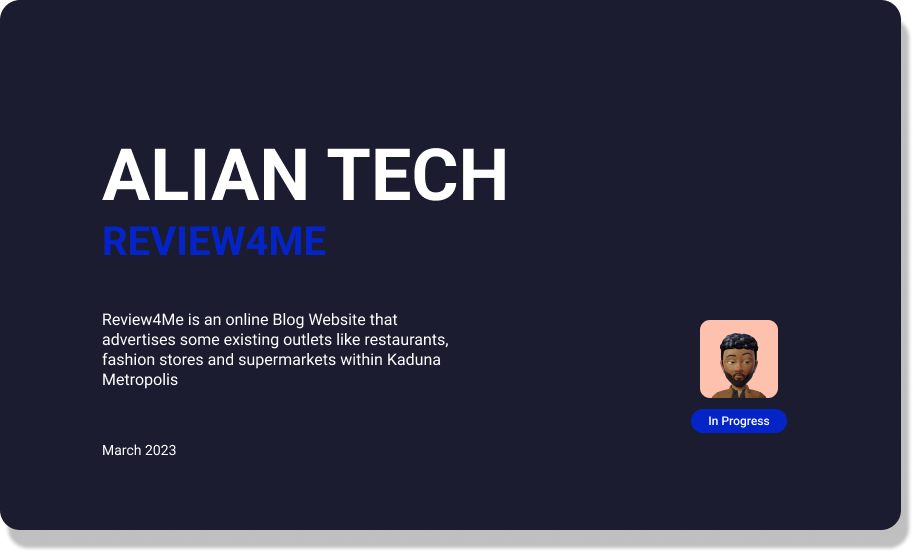 ALIAN TECH
REVIEW4ME
Review4Me is an online Blog Website that
advertises some existing outlets like restaurants,
fashion stores and supermarkets within Kaduna
Metropolis
In Progress
March 2023